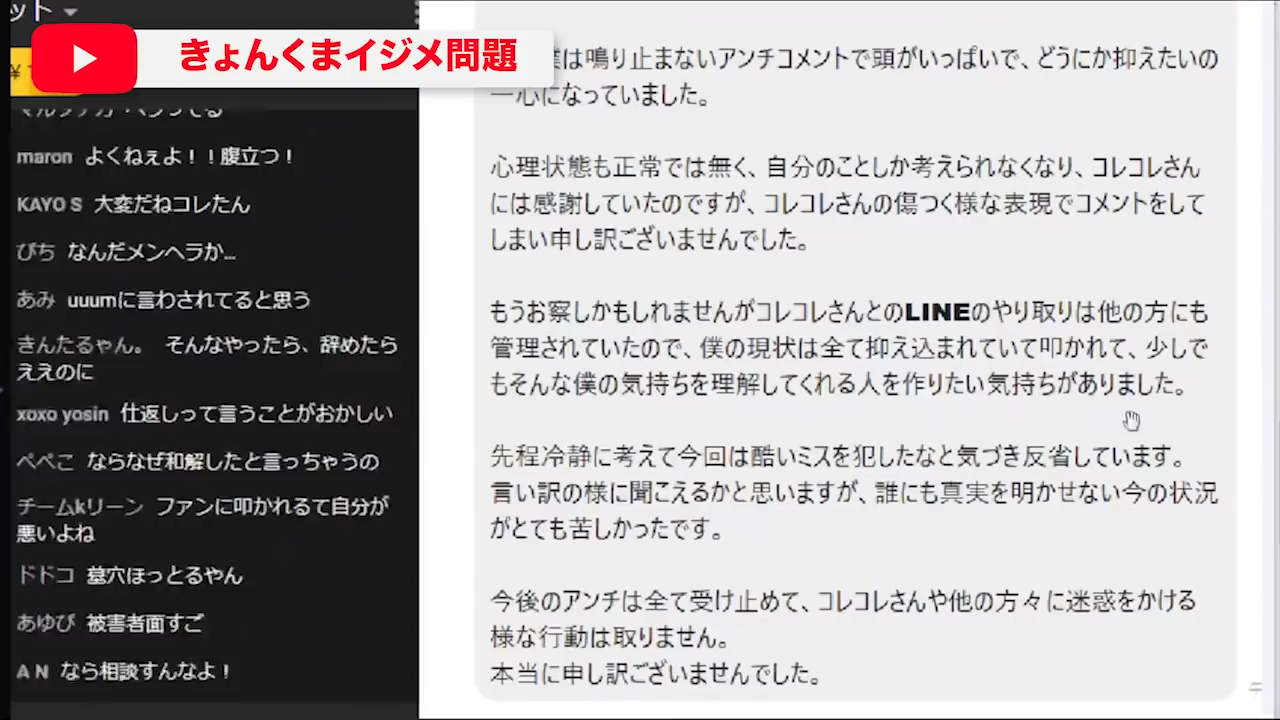 ット
きょんくまイジメ問題
maron よくねぇよ！！腹立つ！
KAYO S 大変だねコレたん
ぴち なんだメンヘラか...
あみ uuumに言わされてると思う
きんたるゃん。 そんなやったら、辞めたら
ええのに
xoxo yosin 仕返しって言うことがおかしい
ぺぺこ ならなぜ和解したと言っちゃうの
チームkリーン ファンに叩かれるて自分が
悪いよね
ドドコ 墓穴ほっとるやん
あゆぴ 被害者面すご
A N なら相談すんなよ！
は鳴り止まないアンチコメントで頭がいっぱいで、どうにか抑えたいの
一心になっていました。
心理状態も正常では無く、自分のことしか考えられなくなり、コレコレさん
には感謝していたのですが、コレコレさんの傷つく様な表現でコメントをして
しまい申し訳ございませんでした。
もうお察しかもしれませんがコレコレさんとのLINEのやり取りは他の方にも
管理されていたので、僕の現状は全て抑え込まれていて叩かれて、少しで
もそんな僕の気持ちを理解してくれる人を作りたい気持ちがありました。
先程冷静に考えて今回は酷いミスを犯したなと気づき反省しています。
言い訳の様に聞こえるかと思いますが、誰にも真実を明かせない今の状況
がとても苦しかったです。
今後のアンチは全て受け止めて、コレコレさんや他の方々に迷惑をかける
様な行動は取りません。
本当に申し訳ございませんでした。